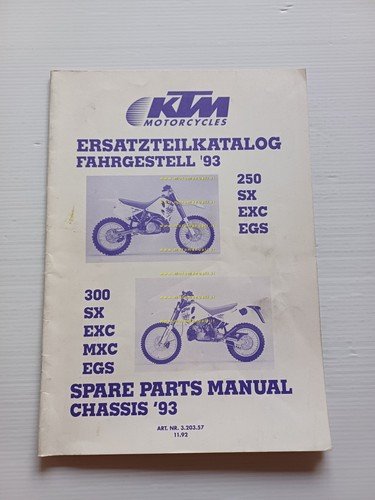 KTM
MOTORCYCLES
ERSATZTEILKATALOG
FAHRGESTELL '93
250
SX
EXC
EGS
300
SX
EXC
MXC
EGS
SPARE PARTS MANUAL
CHASSIS '93
ART. NR. 3.203.57
11.92